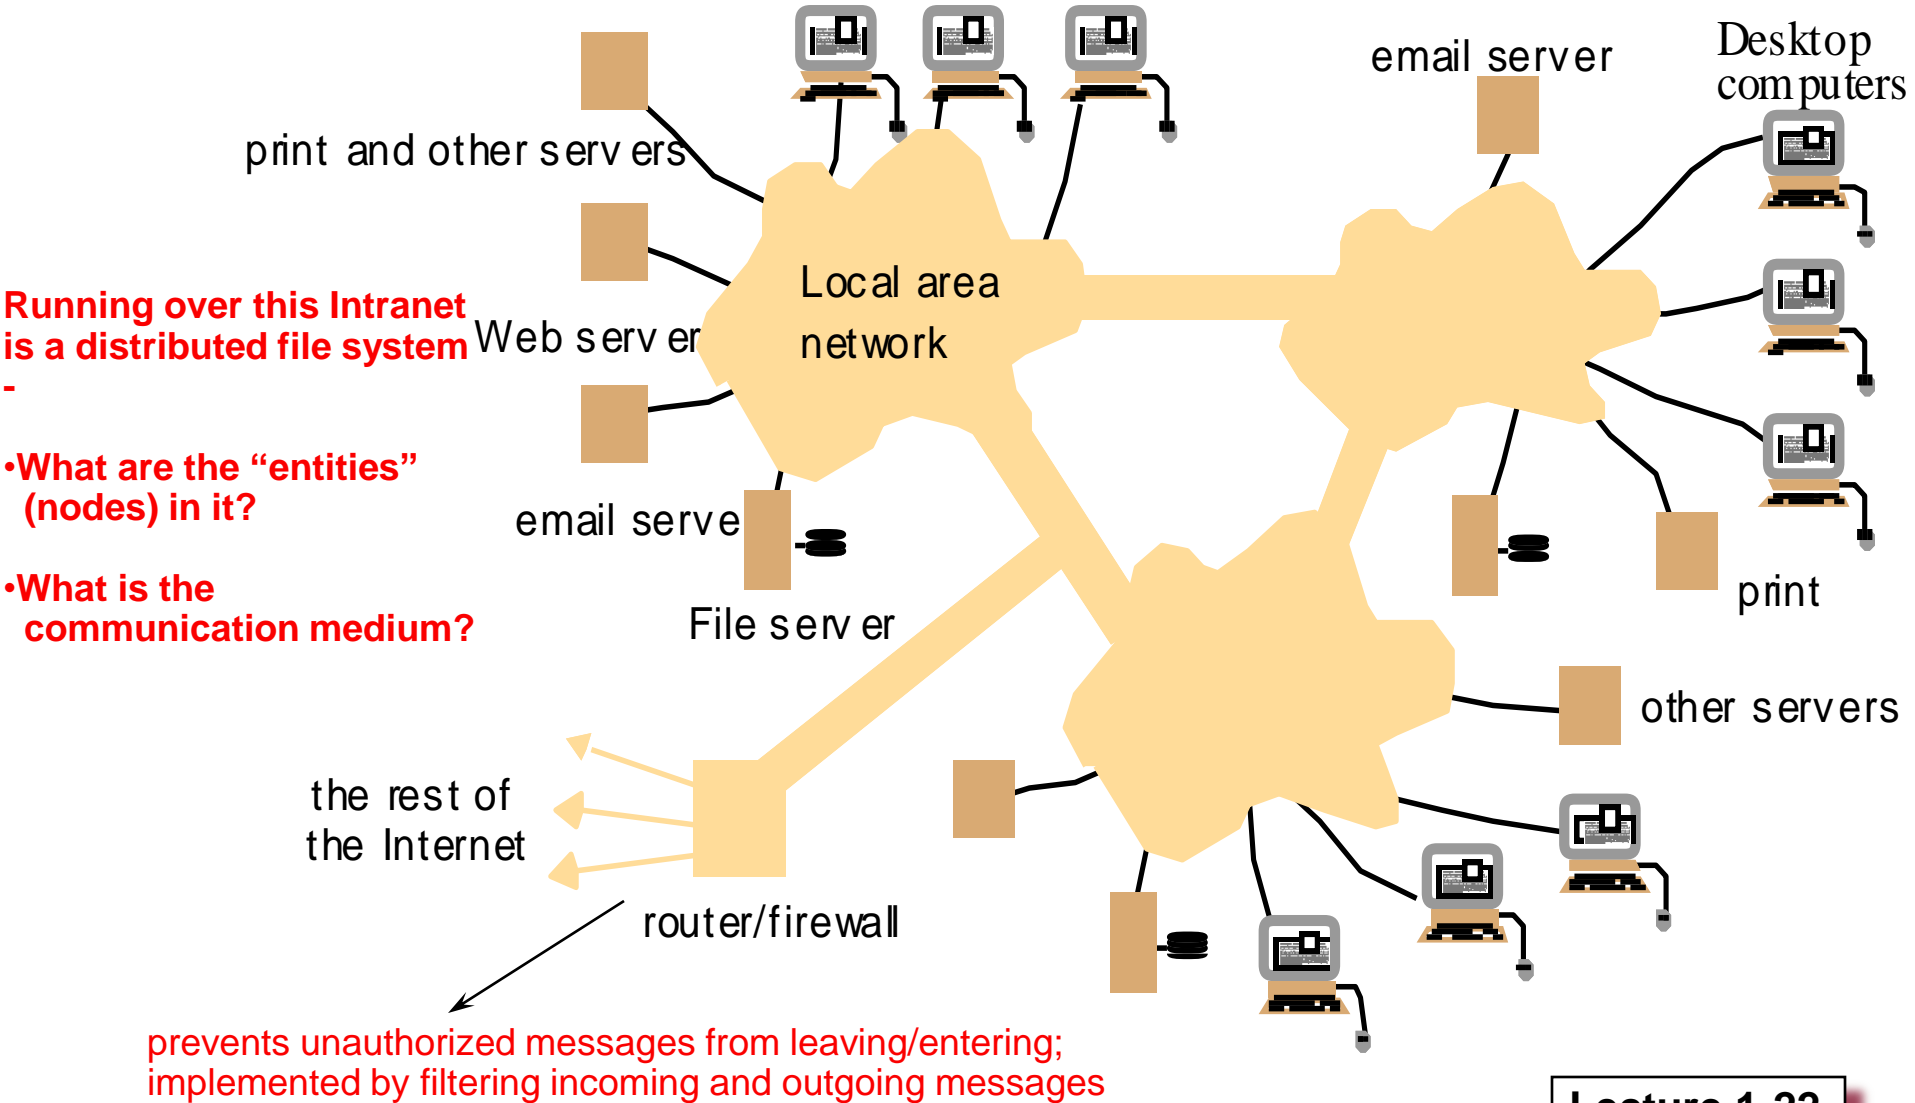 email server
Desktop
computers
print and other servers
Local area
network
Running over this Intranet
is a distributed file system
-
Web server
•What are the “entities”
(nodes) in it?
email serve
•What is the
communication medium?
File server
print
other servers
the rest of
the Internet
router/firewall
prevents unauthorized messages from leaving/entering;
implemented by filtering incoming and outgoing messages
Lecture 1-22